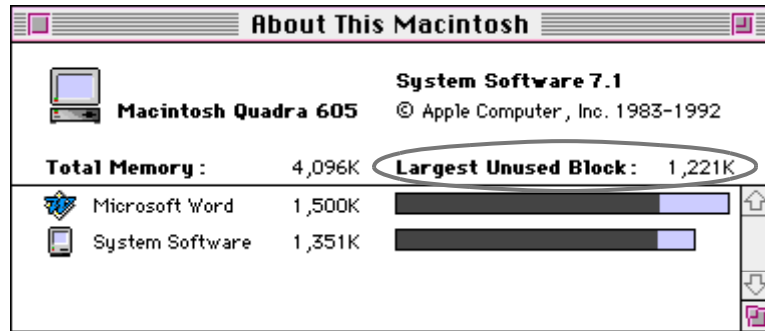 About This Macintosh
System Software 7.1
Macintosh Quadra 605 © Apple Computer, Inc. 1983-1992
Total Memory : 4,096K Largest Unused Block : 1,221K
Microsoft Word 1,500K
System Software 1,351K